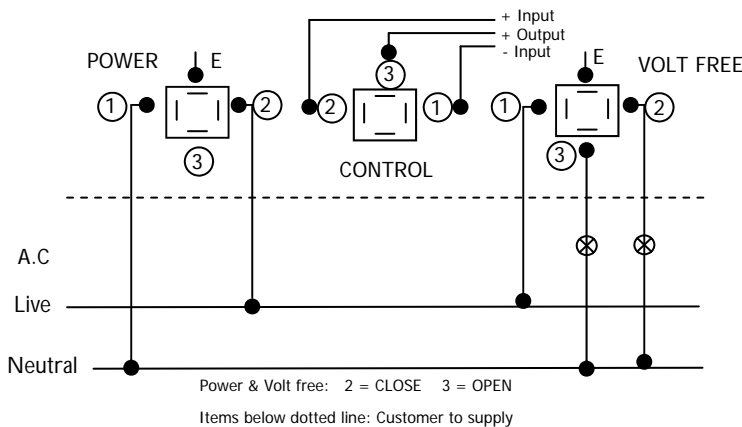 + Input
+ Output
- Input
POWER
E
1
2
3
3
2
1
CONTROL
E
VOLT FREE
1
2
3
A.C
Live
Neutral
Power & Volt free: 2 = CLOSE 3 = OPEN
Items below dotted line: Customer to supply